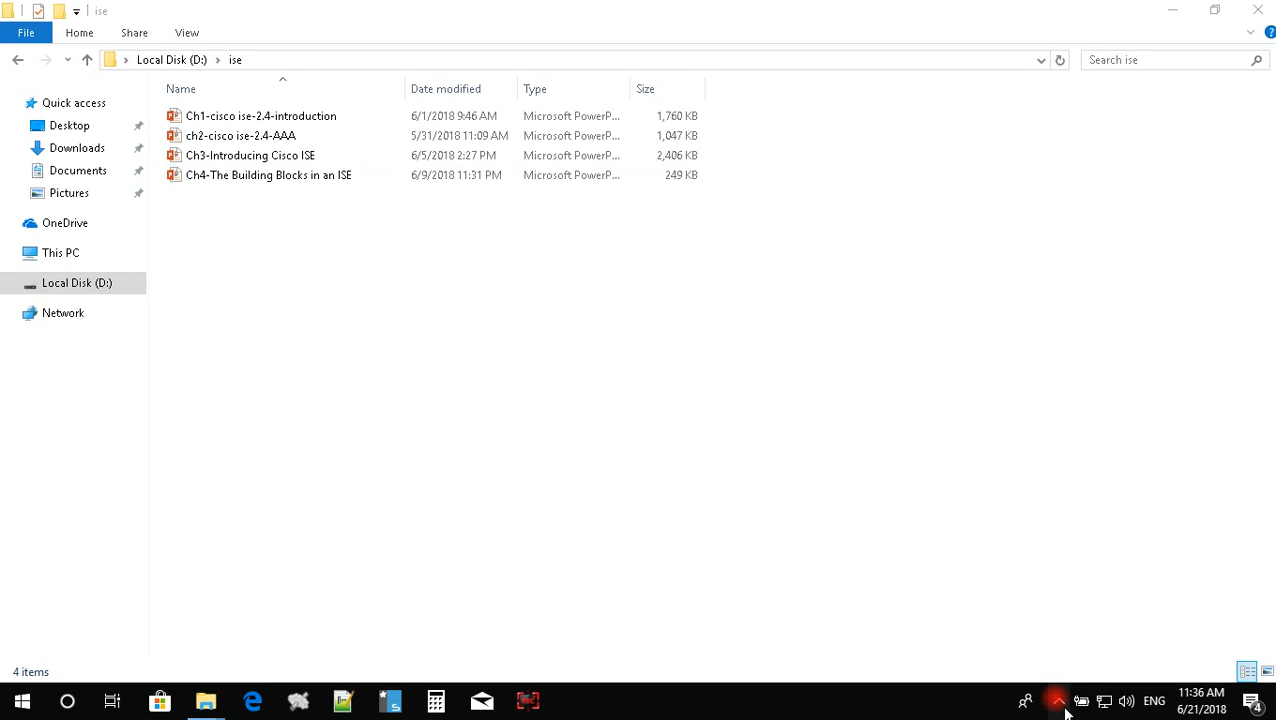 ise
File Home Share View
Local Disk (D:) ise Search ise
Name Date modified Type Size
Quick access
Desktop
Downloads
Documents
Pictures
OneDrive
This PC
Local Disk (D:)
Network
Ch1-cisco ise-2.4-introduction 6/1/2018 9:46 AM Microsoft PowerP... 1,760 KB
ch2-cisco ise-2.4-AAA 5/31/2018 11:09 AM Microsoft PowerP... 1,047 KB
Ch3-Introducing Cisco ISE 6/5/2018 2:27 PM Microsoft PowerP... 2,406 KB
Ch4-The Building Blocks in an ISE 6/9/2018 11:31 PM Microsoft PowerP... 249 KB
4 items
ENG
11:36 AM
6/21/2018
4